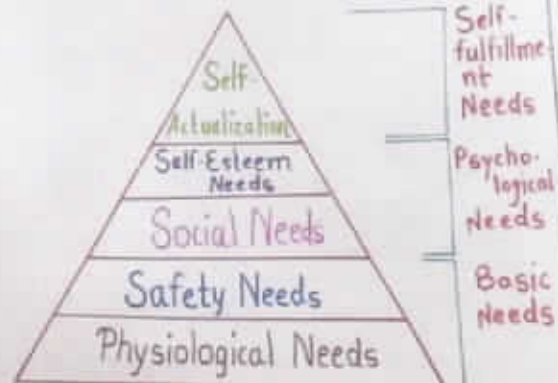 Self-
Actualization
Self-Esteem
Needs
Social Needs
Safety Needs
Physiological Needs
Self-
fulfillme
nt
Needs
Psycho-
logical
Needs
Basic
Needs